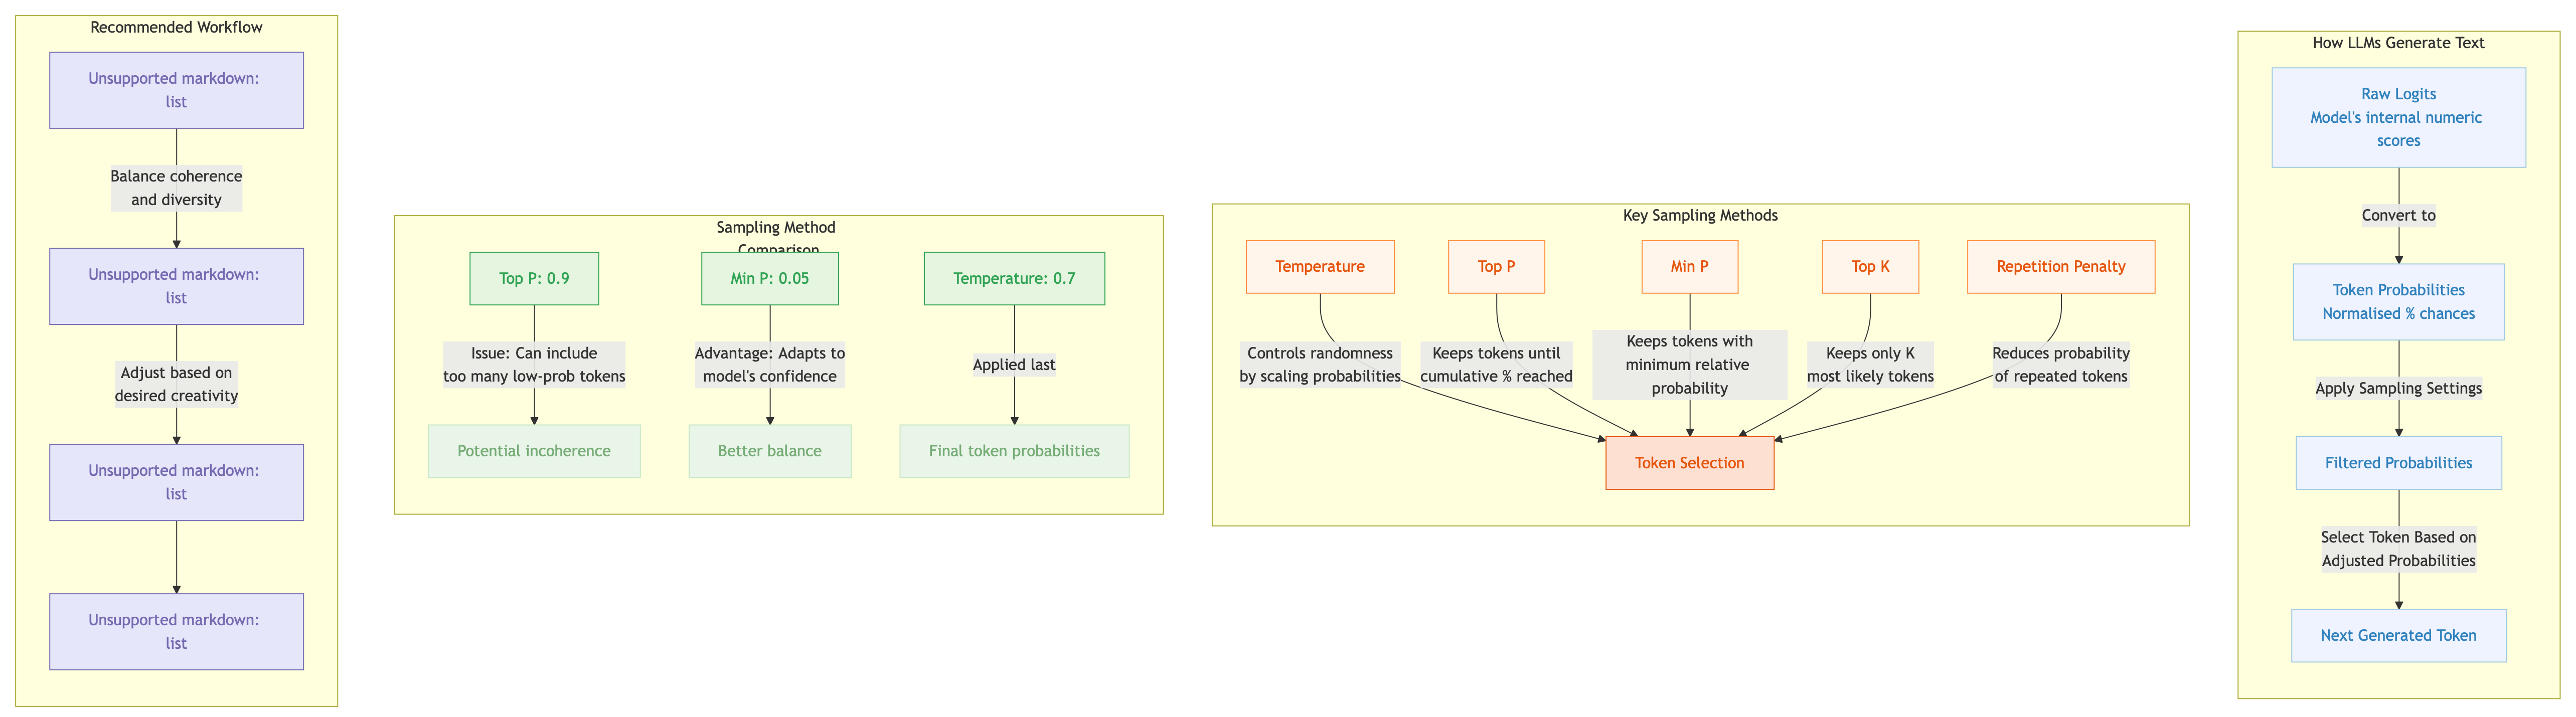 Recommended Workflow
Unsupported markdown:
list
Balance coherence
and diversity
Unsupported markdown:
list
Adjust based on
desired creativity
Unsupported markdown:
list
Unsupported markdown:
list
Sampling Method
Comparison
Top P: 0.9
Min P: 0.05
Temperature: 0.7
Issue: Can include
too many low-prob tokens
Advantage: Adapts to
model's confidence
Applied last
Potential incoherence
Better balance
Final token probabilities
Key Sampling Methods
Temperature
Top P
Min P
Top K
Repetition Penalty
Controls randomness
by scaling probabilities
Keeps tokens until
cumulative % reached
Keeps tokens with
minimum relative
probability
Keeps only K
most likely tokens
Reduces probability
of repeated tokens
Token Selection
How LLMs Generate Text
Raw Logits
Model's internal numeric
scores
Convert to
Token Probabilities
Normalised % chances
Apply Sampling Settings
Filtered Probabilities
Select Token Based on
Adjusted Probabilities
Next Generated Token